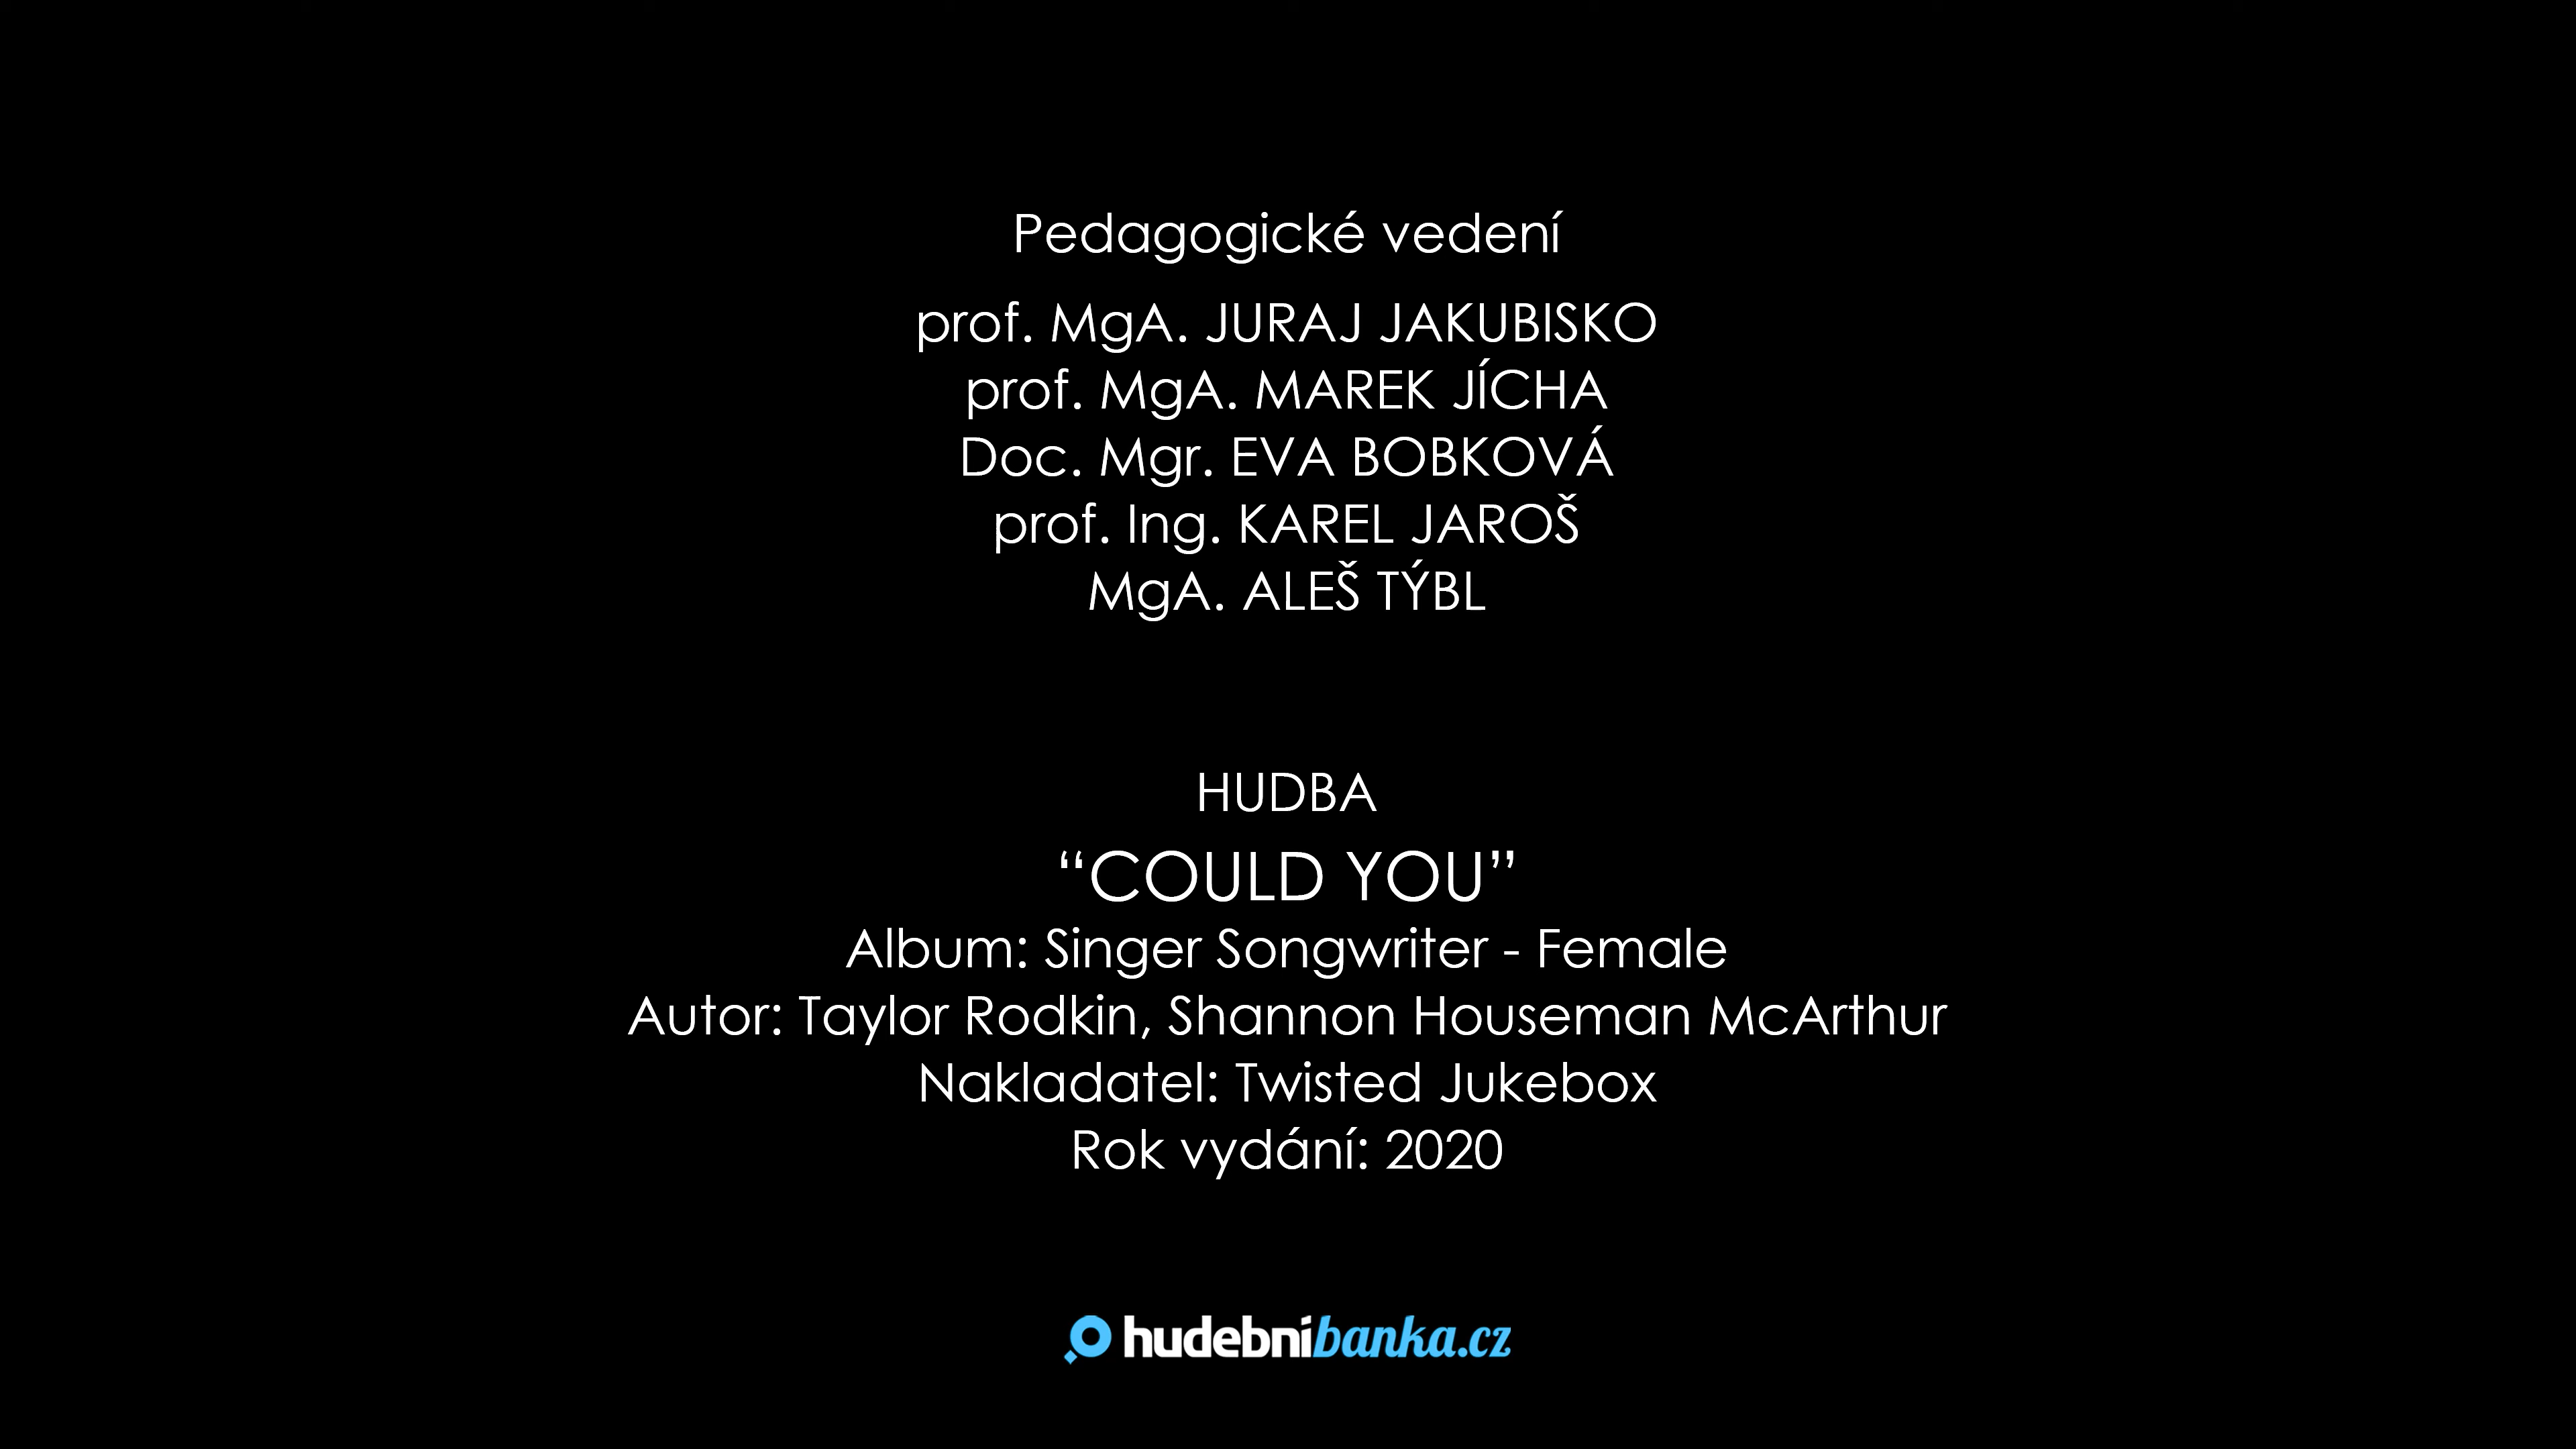 Pedagogické vedení
prof. MgA. JURAJ JAKUBISKO
prof. MgA. MAREK JÍCHA
Doc. Mgr. EVA BOBKOVÁ
prof. Ing. KAREL JAROŠ
MgA. ALEŠ TÝBL
HUDBA
“COULD YOU”
Album: Singer Songwriter - Female
Autor: Taylor Rodkin, Shannon Houseman McArthur
Nakladatel: Twisted Jukebox
Rok vydání: 2020
hudebníbanka.cz